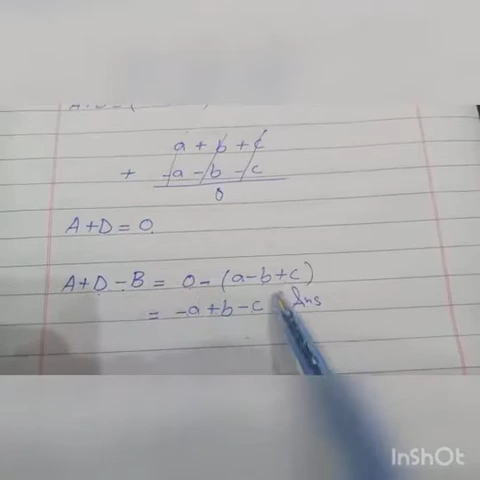 a + b + c
+ -a - b - c
0
A+D = 0
A+D-B = 0-(a-b+c)
= -a+b-c Ans
InShOt